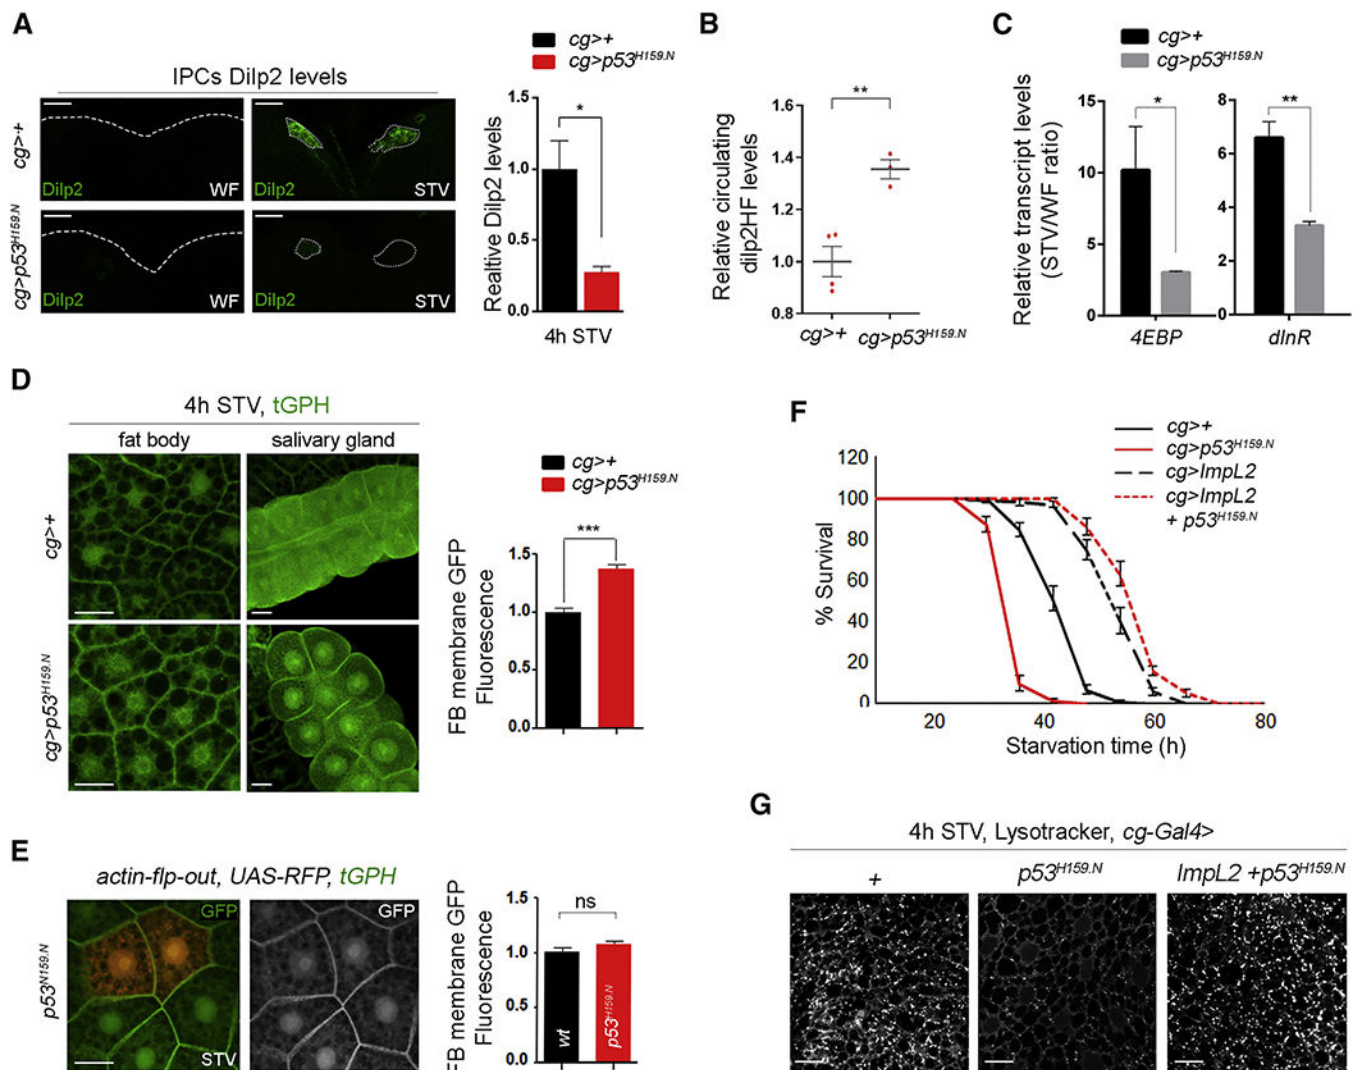 A
IPCs Dilp2 levels
cg>+
Dilp2
WF
Dilp2
STV
cg>p53H159.N
Dilp2
WF
Dilp2
STV
cg>+
cg>p53H159.N
Realtive Dilp2 levels
1.5
1.0
0.5
0.0
*
4h STV
B
Relative circulating
dilp2HF levels
1.6
1.4
1.2
1.0
0.8
**
cg>+
cg>p53H159.N
C
cg>+
cg>p53H159.N
Relative transcript levels
(STV/WF ratio)
15
10
5
0
*
4EBP
8
6
4
2
0
**
dInR
D
4h STV, tGPH
fat body
salivary gland
cg>+
cg>p53H159.N
cg>+
cg>p53H159.N
FB membrane GFP
Fluorescence
1.5
1.0
0.5
0.0
***
E
actin-flp-out, UAS-RFP, tGPH
p53N159.N
GFP
STV
GFP
FB membrane GFP
Fluorescence
1.5
1.0
0.5
0.0
ns
wt
p53H159.N
F
cg>+
cg>p53H159.N
cg>ImpL2
cg>ImpL2
+ p53H159.N
% Survival
120
100
80
60
40
20
0
20
40
60
80
Starvation time (h)
G
4h STV, Lysotracker, cg-Gal4>
+
p53H159.N
ImpL2 +p53H159.N